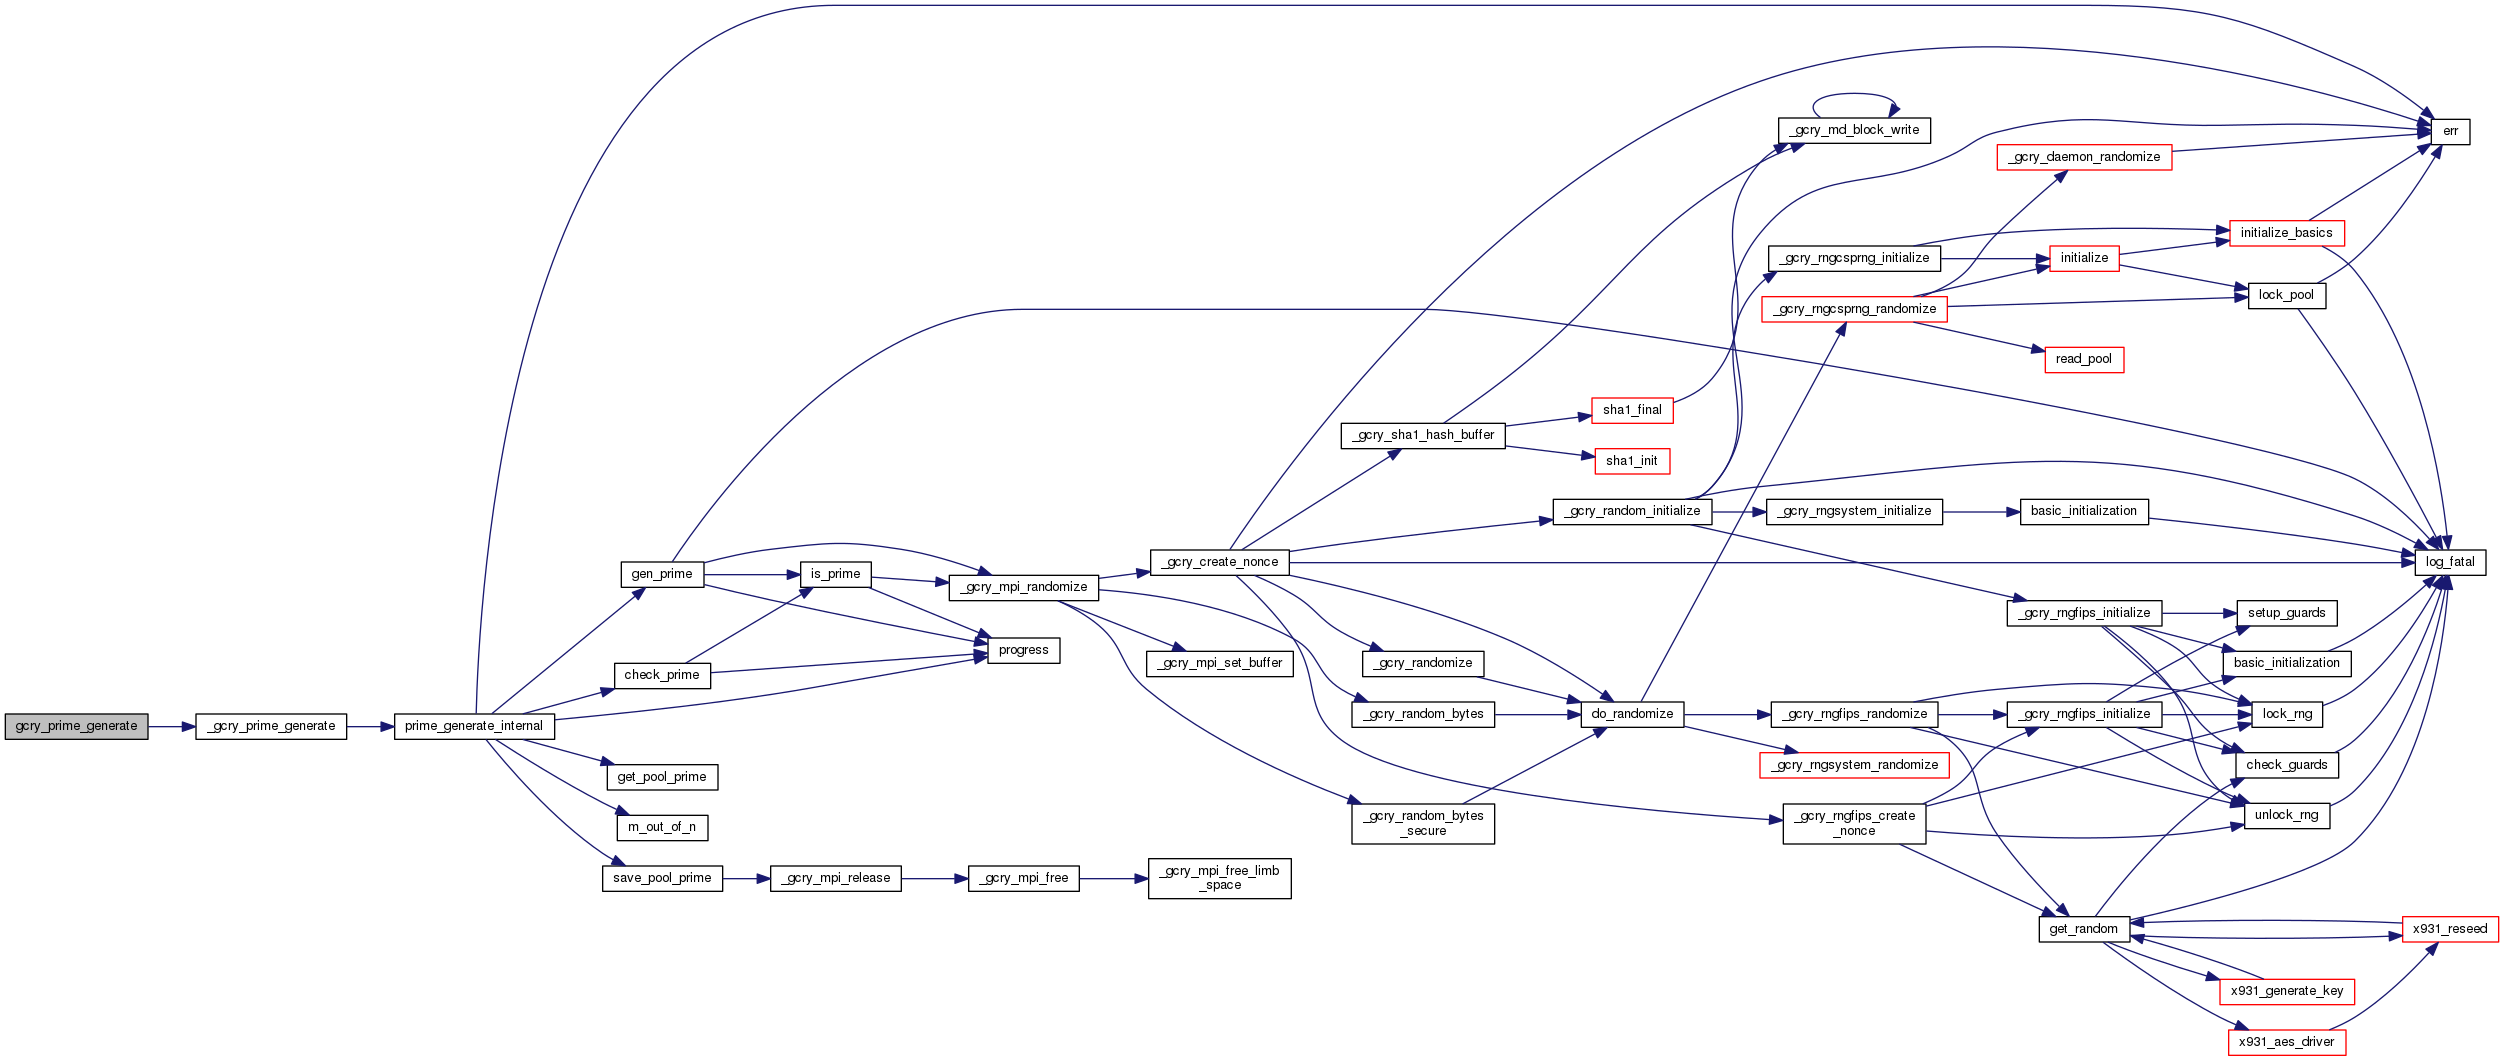 gcry_prime_generate
_gcry_prime_generate
prime_generate_internal
gen_prime
check_prime
get_pool_prime
m_out_of_n
save_pool_prime
is_prime
_gcry_mpi_release
_gcry_mpi_randomize
progress
_gcry_mpi_free
_gcry_create_nonce
_gcry_mpi_set_buffer
_gcry_mpi_free_limb
_space
_gcry_sha1_hash_buffer
_gcry_randomize
_gcry_random_bytes
_gcry_random_bytes
_secure
sha1_final
sha1_init
_gcry_random_initialize
do_randomize
_gcry_md_block_write
_gcry_rngcsprng_initialize
_gcry_rngcsprng_randomize
_gcry_rngsystem_initialize
_gcry_rngfips_randomize
_gcry_rngsystem_randomize
_gcry_rngfips_create
_nonce
_gcry_daemon_randomize
initialize
read_pool
basic_initialization
_gcry_rngfips_initialize
_gcry_rngfips_initialize
get_random
initialize_basics
lock_pool
setup_guards
basic_initialization
lock_rng
check_guards
unlock_rng
x931_generate_key
x931_aes_driver
err
log_fatal
x931_reseed